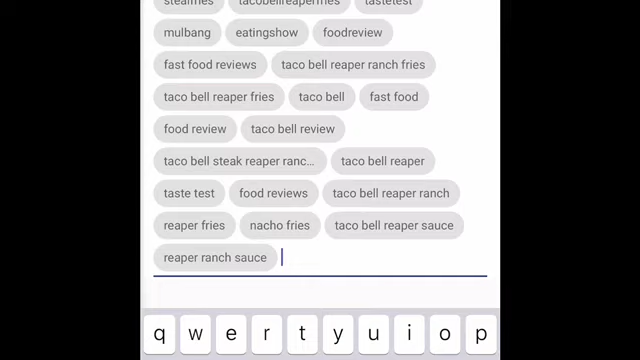 tacobellreaperfries tastetest
mulbang eatingshow foodreview
fast food reviews taco bell reaper ranch fries
taco bell reaper fries taco bell fast food
food review taco bell review
taco bell steak reaper ranc... taco bell reaper
taste test food reviews taco bell reaper ranch
reaper fries nacho fries taco bell reaper sauce
reaper ranch sauce
q w e r t y u i o p